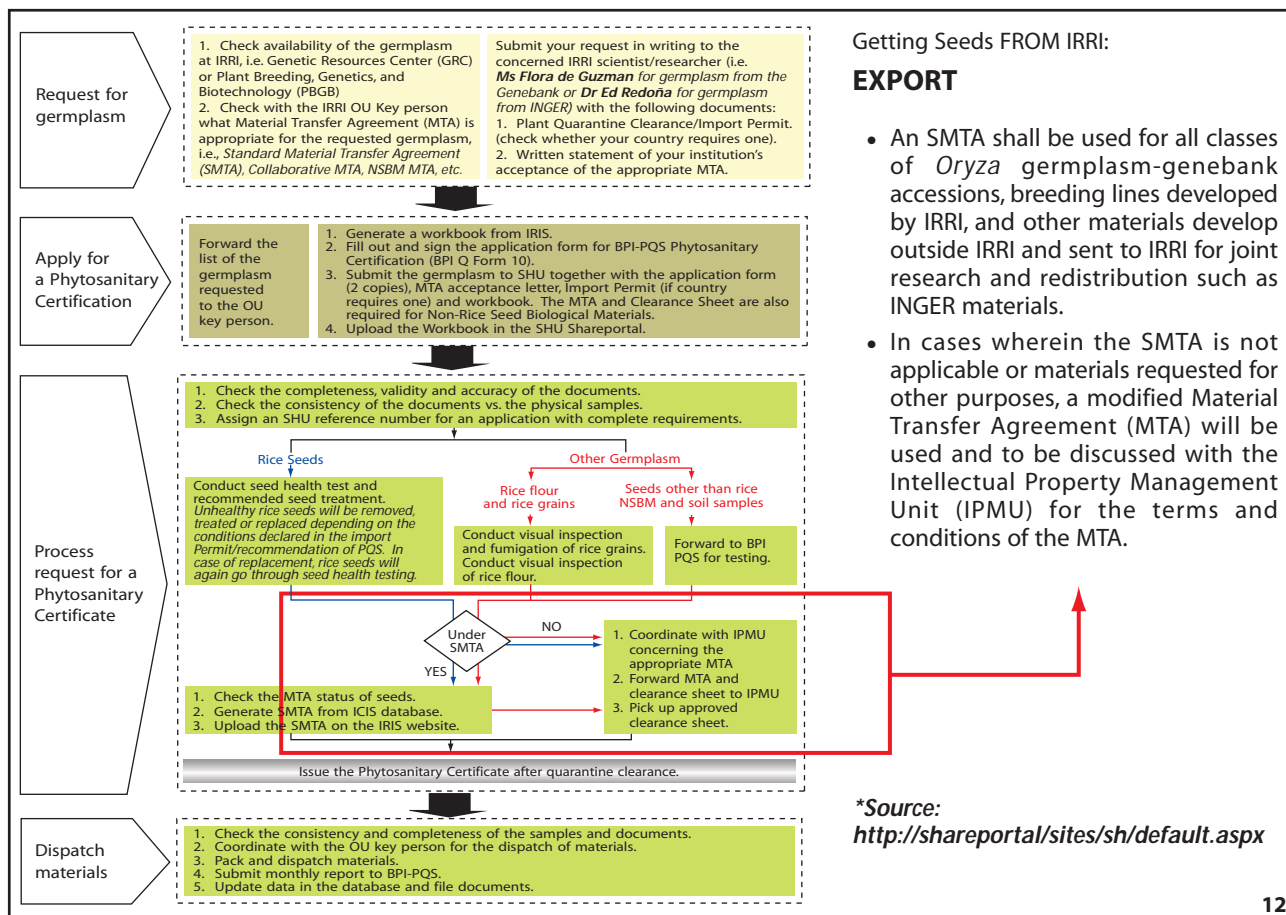 Request for
germplasm
1. Check availability of the germplasm
at IRRI, i.e. Genetic Resources Center (GRC)
or Plant Breeding, Genetics, and
Biotechnology (PBGB)
2. Check with the IRRI OU Key person
what Material Transfer Agreement (MTA) is
appropriate for the requested germplasm,
i.e., Standard Material Transfer Agreement
(SMTA), Collaborative MTA, NSBM MTA, etc.
Submit your request in writing to the
concerned IRRI scientist/researcher (i.e.
Ms Flora de Guzman for germplasm from the
Genebank or Dr Ed Redoña for germplasm
from INGER) with the following documents:
1. Plant Quarantine Clearance/Import Permit.
(check whether your country requires one).
2. Written statement of your institution's
acceptance of the appropriate MTA.
Apply for
a Phytosanitary
Certification
Forward the
list of the
germplasm
requested
to the OU
key person.
1. Generate a workbook from IRIS.
2. Fill out and sign the application form for BPI-PQS Phytosanitary
Certification (BPI Q Form 10).
3. Submit the germplasm to SHU together with the application form
(2 copies), MTA acceptance letter, Import Permit (if country
requires one) and workbook. The MTA and Clearance Sheet are also
required for Non-Rice Seed Biological Materials.
4. Upload the Workbook in the SHU Shareportal.
Process
request for a
Phytosanitary
Certificate
1. Check the completeness, validity and accuracy of the documents.
2. Check the consistency of the documents vs. the physical samples.
3. Assign an SHU reference number for an application with complete requirements.
Rice Seeds
Other Germplasm
Conduct seed health test and
recommended seed treatment.
Unhealthy rice seeds will be removed,
treated or replaced depending on the
conditions declared in the import
Permit/recommendation of PQS. In
case of replacement, rice seeds will
again go through seed health testing.
Rice flour
and rice grains
Seeds other than rice
NSBM and soil samples
Conduct visual inspection
and fumigation of rice grains.
Conduct visual inspection
of rice flour.
Forward to BPI
PQS for testing.
Under
SMTA
NO
YES
1. Coordinate with IPMU
concerning the
appropriate MTA
2. Forward MTA and
clearance sheet to IPMU
3. Pick up approved
clearance sheet.
1. Check the MTA status of seeds.
2. Generate SMTA from ICIS database.
3. Upload the SMTA on the IRIS website.
Issue the Phytosanitary Certificate after quarantine clearance.
Dispatch
materials
1. Check the consistency and completeness of the samples and documents.
2. Coordinate with the OU key person for the dispatch of materials.
3. Pack and dispatch materials.
4. Submit monthly report to BPI-PQS.
5. Update data in the database and file documents.
Getting Seeds FROM IRRI:
EXPORT
• An SMTA shall be used for all classes
of Oryza germplasm-genebank
accessions, breeding lines developed
by IRRI, and other materials develop
outside IRRI and sent to IRRI for joint
research and redistribution such as
INGER materials.
• In cases wherein the SMTA is not
applicable or materials requested for
other purposes, a modified Material
Transfer Agreement (MTA) will be
used and to be discussed with the
Intellectual Property Management
Unit (IPMU) for the terms and
conditions of the MTA.
*Source:
http://shareportal/sites/sh/default.aspx
12